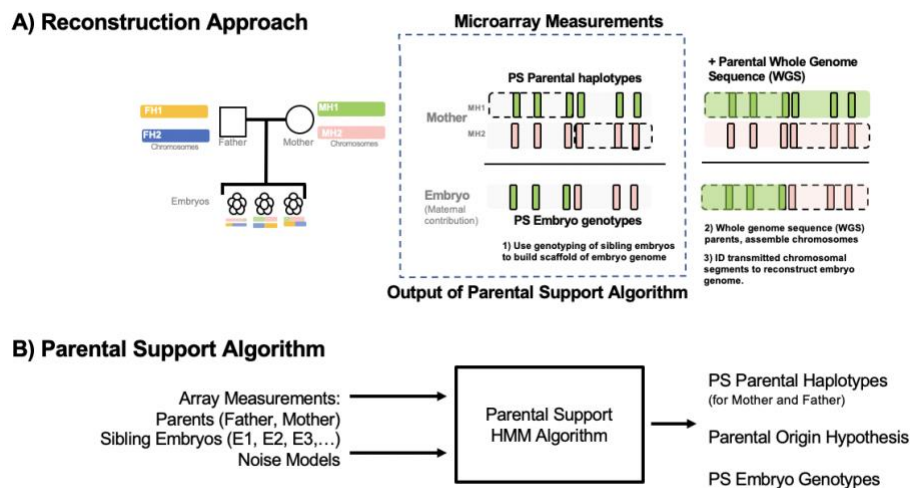 A) Reconstruction Approach
Microarray Measurements
FH1
FH2
Chromosomes
Father
Mother
MH1
MH2
Chromosomes
Embryos
PS Parental haplotypes
MH1
Mother
MH2
Embryo
(Maternal
contribution)
PS Embryo genotypes
1) Use genotyping of sibling embryos
to build scaffold of embryo genome
Output of Parental Support Algorithm
+ Parental Whole Genome
Sequence (WGS)
2) Whole genome sequence (WGS)
parents, assemble chromosomes
3) ID transmitted chromosomal
segments to reconstruct embryo
genome.
B) Parental Support Algorithm
Array Measurements:
Parents (Father, Mother)
Sibling Embryos (E1, E2, E3,...)
Noise Models
Parental Support
HMM Algorithm
PS Parental Haplotypes
(for Mother and Father)
Parental Origin Hypothesis
PS Embryo Genotypes